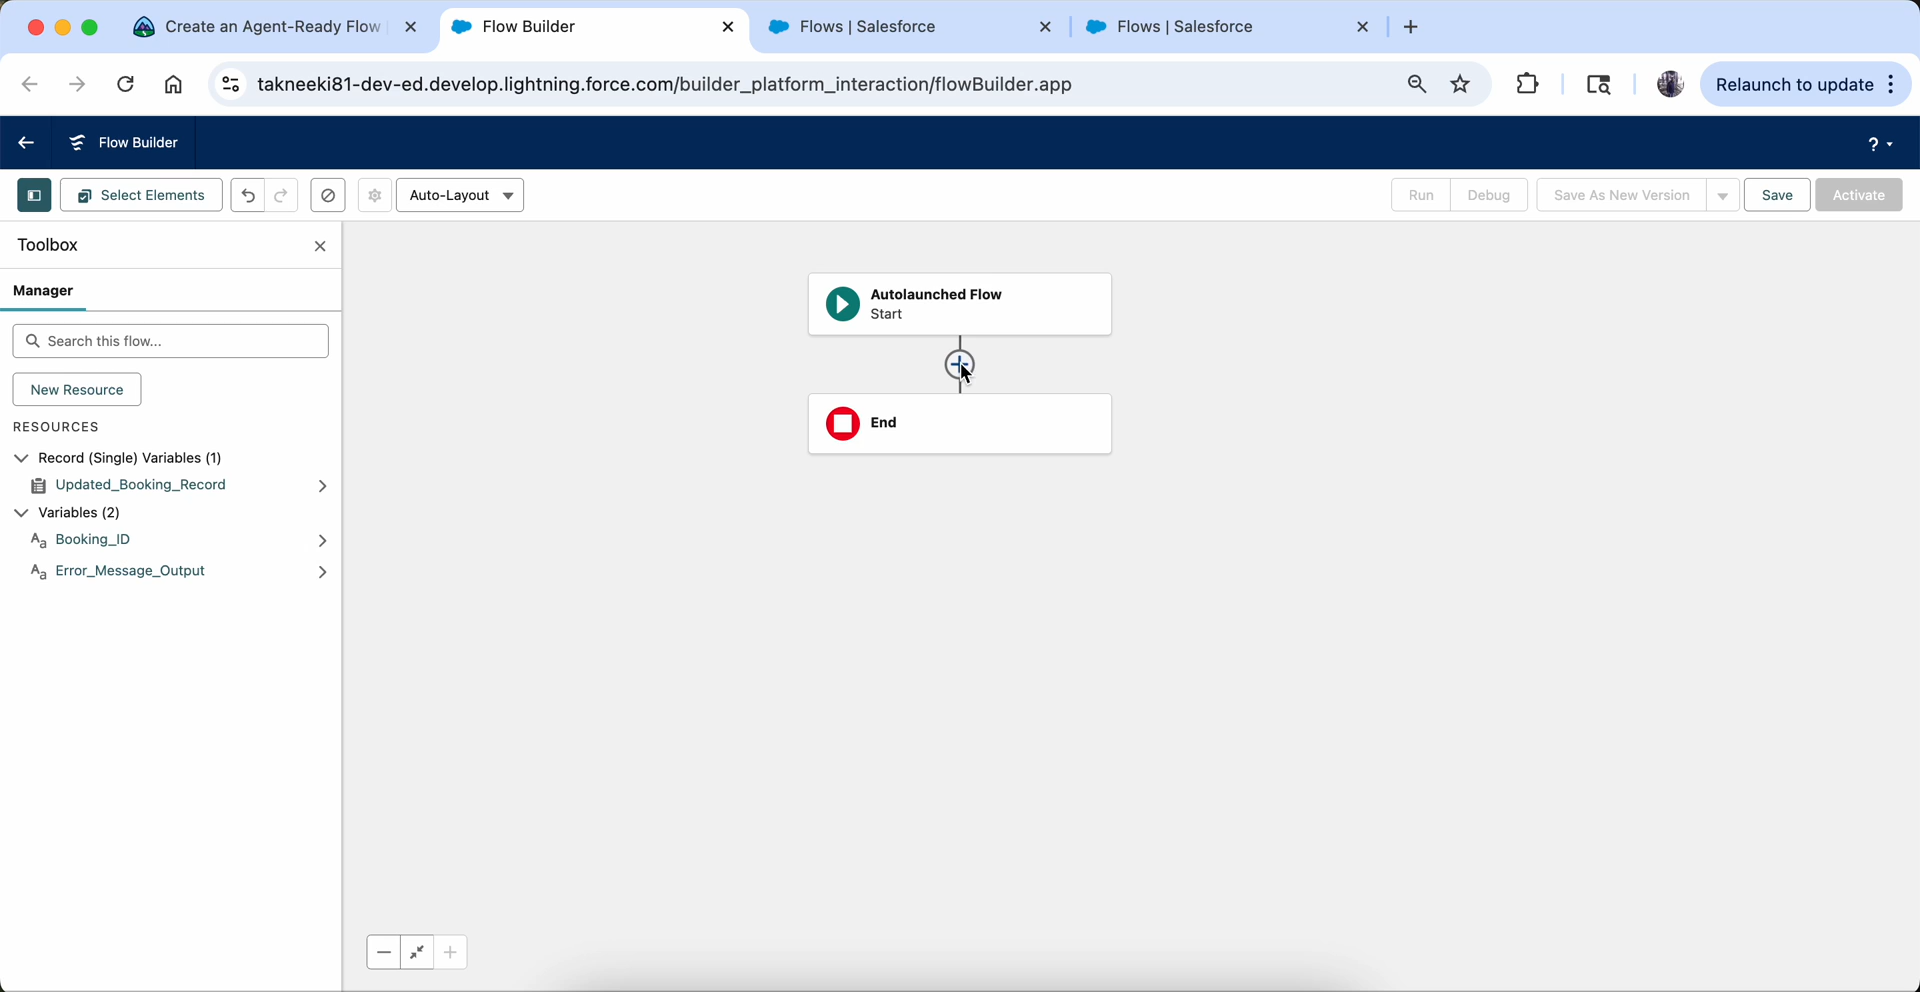 Create an Agent-Ready Flow
Flow Builder
Flows | Salesforce
Flows | Salesforce
takneeki81-dev-ed.develop.lightning.force.com/builder_platform_interaction/flowBuilder.app
Relaunch to update
Flow Builder
?
Select Elements
Auto-Layout
Run
Debug
Save As New Version
Save
Activate
Toolbox
Manager
Search this flow...
New Resource
RESOURCES
Record (Single) Variables (1)
Updated_Booking_Record
Variables (2)
Aa Booking_ID
Aa Error_Message_Output
Autolaunched Flow
Start
End